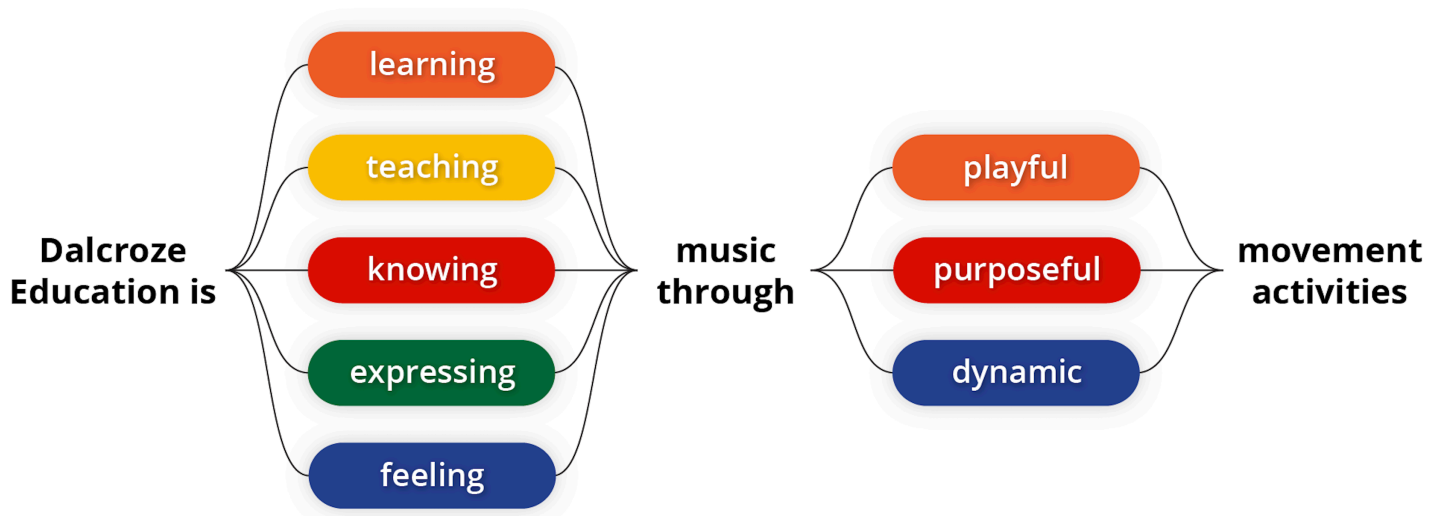 Dalcroze
Education is
learning
teaching
knowing
expressing
feeling
music
through
playful
purposeful
dynamic
movement
activities